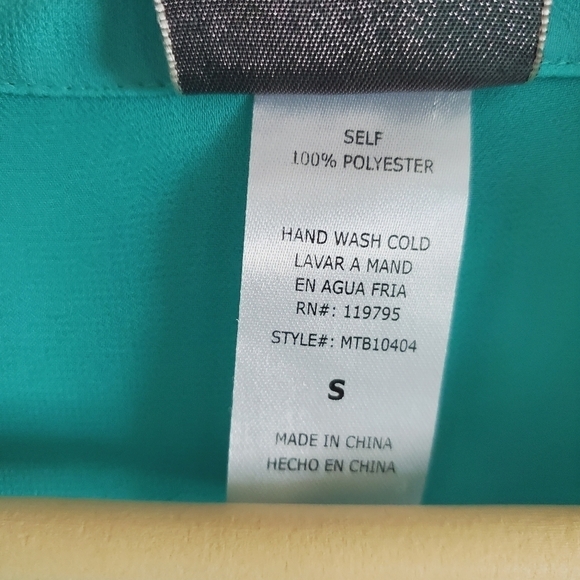 SELF
100% POLYESTER
HAND WASH COLD
LAVAR A MAND
EN AGUA FRIA
RN#: 119795
STYLE#: MTB10404
S
MADE IN CHINA
HECHO EN CHINA